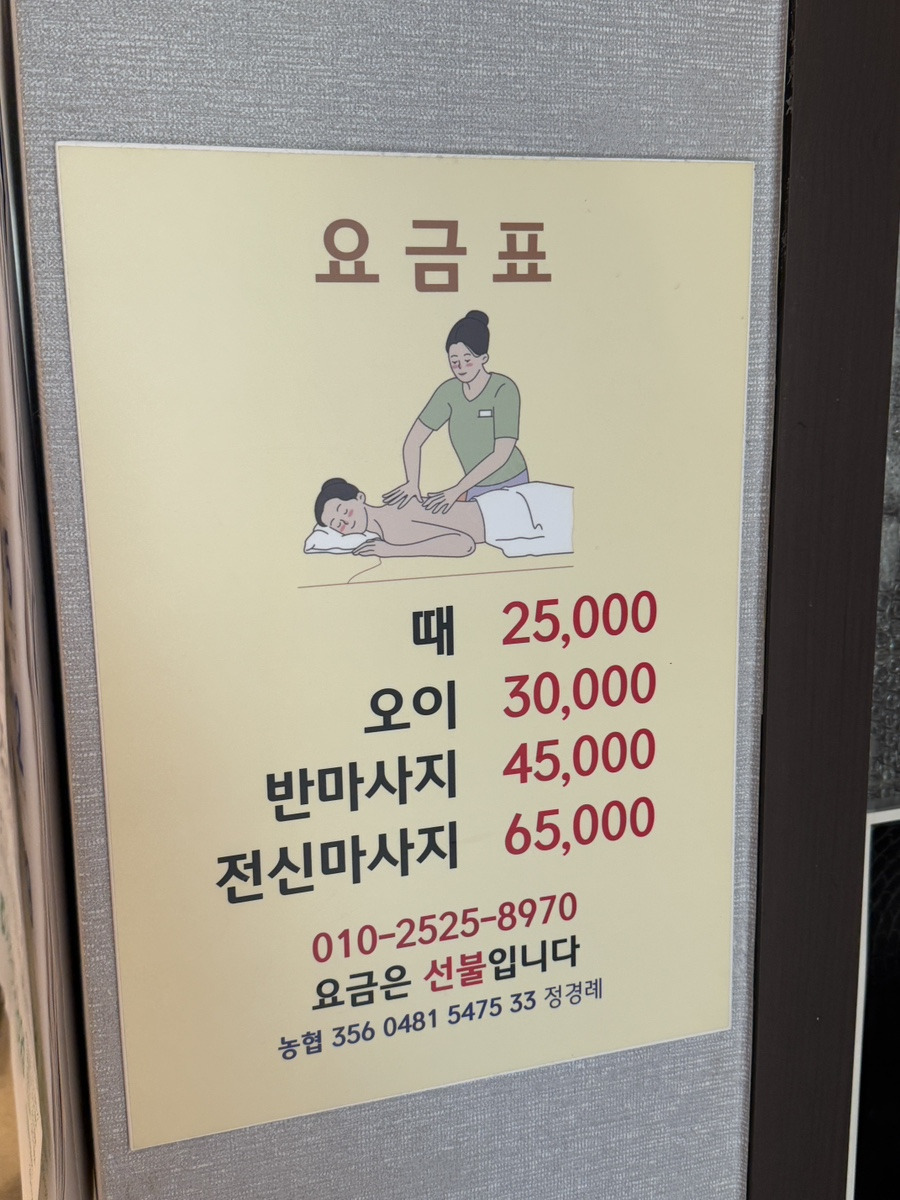 요금표
때 25,000
오이 30,000
반마사지 45,000
전신마사지 65,000
010-2525-8970
요금은 선불입니다
농협 356 0481 5475 33 정경례